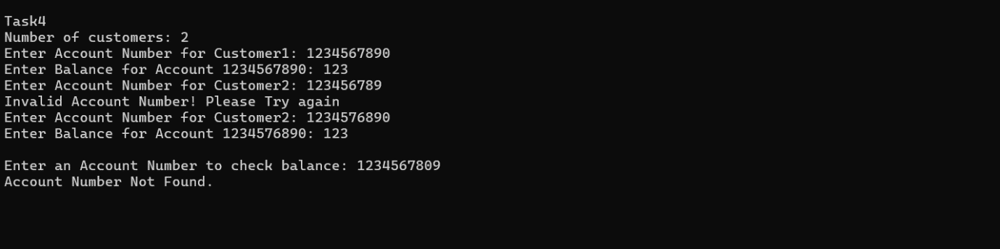 Task4
Number of customers: 2
Enter Account Number for Customer1: 1234567890
Enter Balance for Account 1234567890: 123
Enter Account Number for Customer2: 123456789
Invalid Account Number! Please Try again
Enter Account Number for Customer2: 1234576890
Enter Balance for Account 1234576890: 123
Enter an Account Number to check balance: 1234567809
Account Number Not Found.